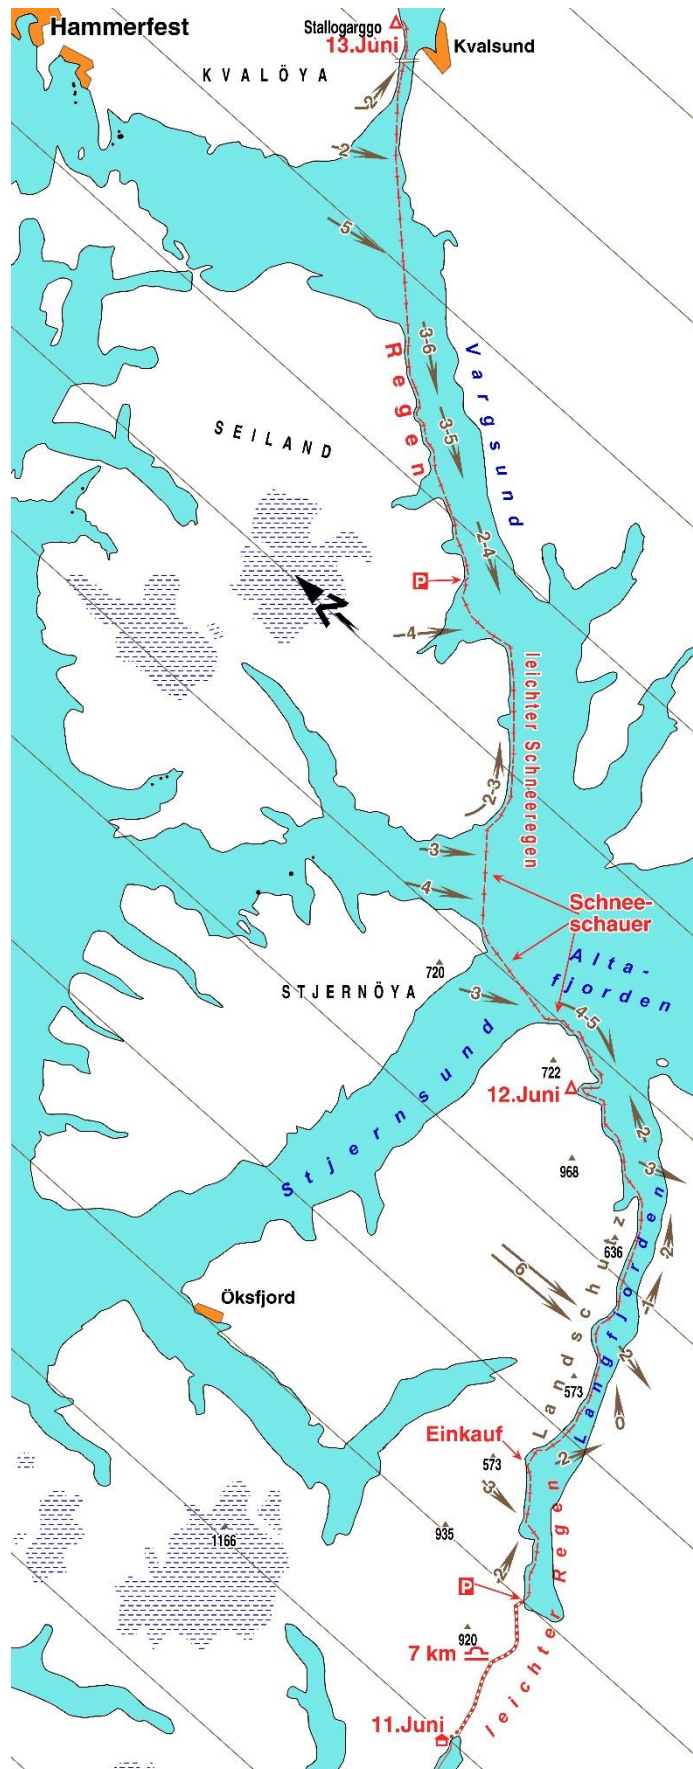 Hammerfest
Stallogarggo
13.Juni
Kvalsund
KVALÖYA
2
2
5
3-6
Regen
Vargsund
3-5
SEILAND
2-4
P
N
4
leichter Schneeregen
2-3
3
4
Schnee-
schauer
Alta-
fjorden
720
STJERNÖYA
3
4-5
Stjernsund
722
12.Juni
2
968
3
636
2
6
Landschutz
Langfjorden
1
Öksfjord
2
573
0
Einkauf
2
573
3
1166
935
2
P
leichter Regen
920
7 km
11.Juni